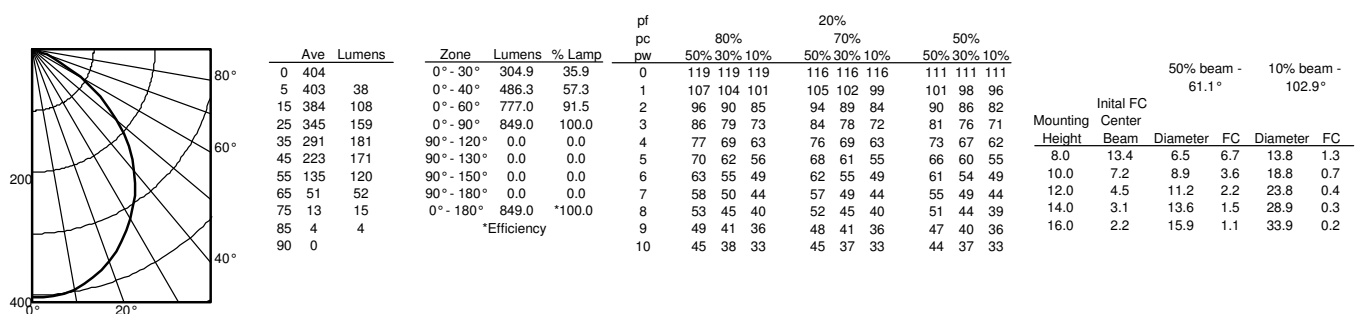 80°
60°
40°
200
400
0° 20°
Ave Lumens
0 404
5 403 38
15 384 108
25 345 159
35 291 181
45 223 171
55 135 120
65 51 52
75 13 15
85 4 4
90 0
Zone Lumens % Lamp
0° - 30° 304.9 35.9
0° - 40° 486.3 57.3
0° - 60° 777.0 91.5
0° - 90° 849.0 100.0
90° - 120° 0.0 0.0
90° - 130° 0.0 0.0
90° - 150° 0.0 0.0
90° - 180° 0.0 0.0
0° - 180° 849.0 *100.0
*Efficiency
pf 20%
pc 80% 70% 50%
pw 50% 30% 10% 50% 30% 10% 50% 30% 10%
0 119 119 119 116 116 116 111 111 111
1 107 104 101 105 102 99 101 98 96
2 96 90 85 94 89 84 90 86 82
3 86 79 73 84 78 72 81 76 71
4 77 69 63 76 69 63 73 67 62
5 70 62 56 68 61 55 66 60 55
6 63 55 49 62 55 49 61 54 49
7 58 50 44 57 49 44 55 49 44
8 53 45 40 52 45 40 51 44 39
9 49 41 36 48 41 36 47 40 36
10 45 38 33 45 37 33 44 37 33
50% beam - 10% beam -
61.1° 102.9°
Inital FC
Mounting Center
Height Beam Diameter FC Diameter FC
8.0 13.4 6.5 6.7 13.8 1.3
10.0 7.2 8.9 3.6 18.8 0.7
12.0 4.5 11.2 2.2 23.8 0.4
14.0 3.1 13.6 1.5 28.9 0.3
16.0 2.2 15.9 1.1 33.9 0.2